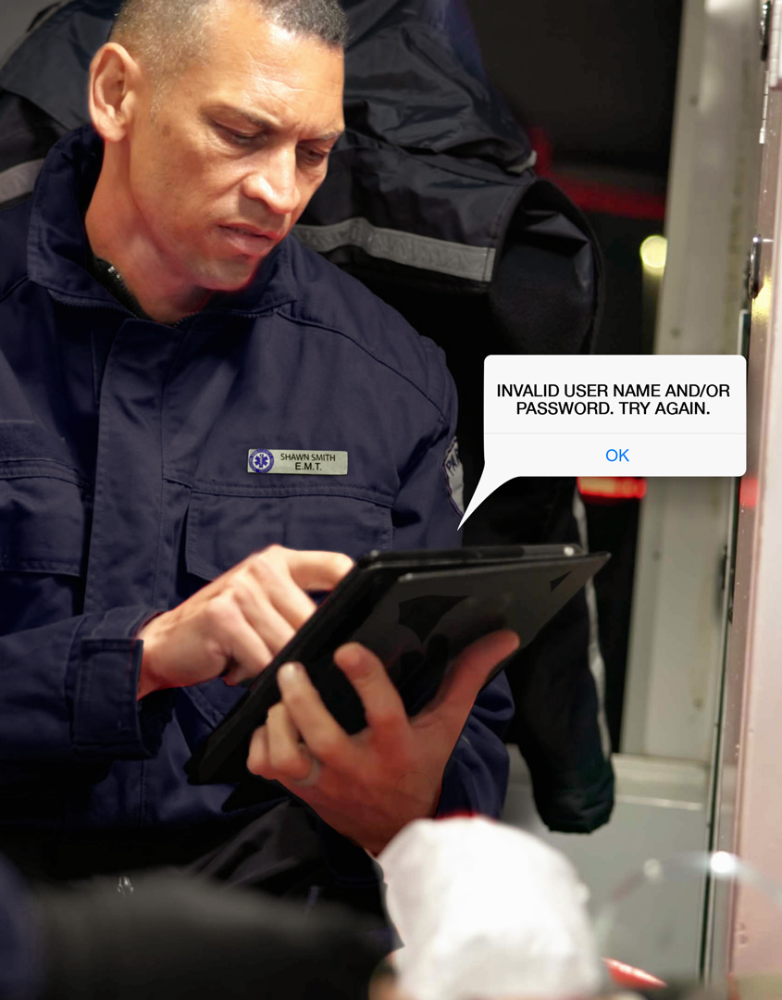 INVALID USER NAME AND/OR
PASSWORD. TRY AGAIN.
OK
SHAWN SMITH
E.M.T.